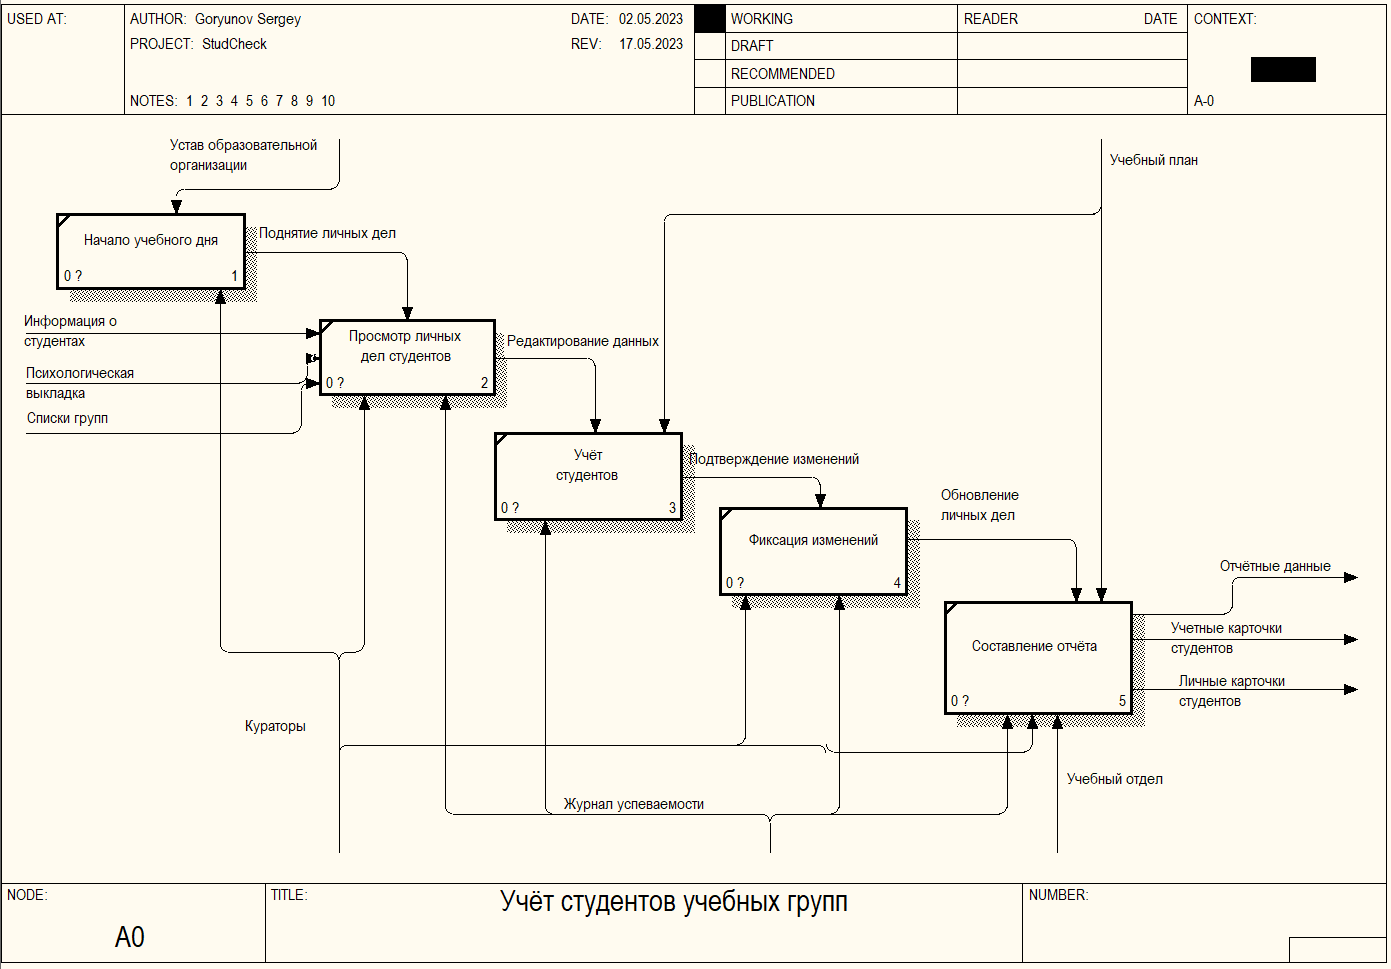 USED AT:
AUTHOR: Goryunov Sergey
DATE: 02.05.2023
PROJECT: StudCheck
REV: 17.05.2023
NOTES: 1 2 3 4 5 6 7 8 9 10
WORKING
DRAFT
RECOMMENDED
PUBLICATION
READER
DATE
CONTEXT:
A-0
Устав образовательной
организации
Учебный план
Начало учебного дня
0 ?
1
Поднятие личных дел
Информация о
студентах
Психологическая
выкладка
Списки групп
Просмотр личных
дел студентов
0 ?
2
Редактирование данных
Учёт
студентов
0 ?
3
Подтверждение изменений
Фиксация изменений
0 ?
4
Обновление
личных дел
Составление отчёта
0 ?
5
Отчётные данные
Учетные карточки
студентов
Личные карточки
студентов
Кураторы
Журнал успеваемости
Учебный отдел
NODE:
A0
TITLE:
Учёт студентов учебных групп
NUMBER: